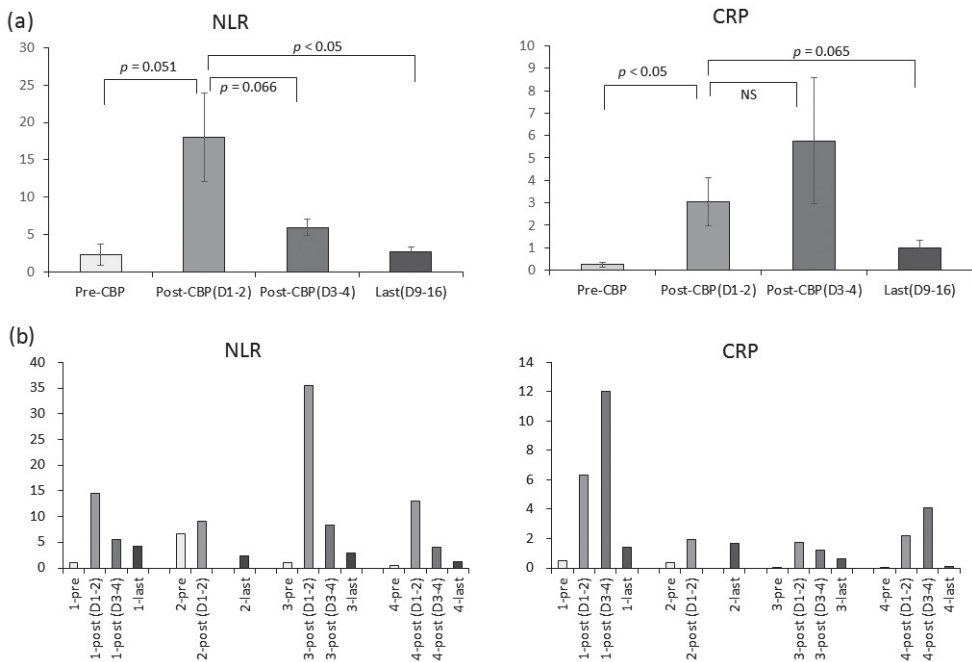 (a)
NLR
30
25
20
15
10
5
0
p = 0.051
p < 0.05
p = 0.066
Pre-CBP Post-CBP(D1-2) Post-CBP(D3-4) Last(D9-16)
CRP
10
9
8
7
6
5
4
3
2
1
0
p < 0.05
p = 0.065
NS
Pre-CBP Post-CBP(D1-2) Post-CBP(D3-4) Last(D9-16)
(b)
NLR
40
35
30
25
20
15
10
5
0
1-pre
1-post (D1-2)
1-post (D3-4)
1-last
2-pre
2-post (D1-2)
2-last
3-pre
3-post (D1-2)
3-post (D3-4)
3-last
4-pre
4-post (D1-2)
4-post (D3-4)
4-last
CRP
14
12
10
8
6
4
2
0
1-pre
1-post (D1-2)
1-post (D3-4)
1-last
2-pre
2-post (D1-2)
2-last
3-pre
3-post (D1-2)
3-post (D3-4)
3-last
4-pre
4-post (D1-2)
4-post (D3-4)
4-last